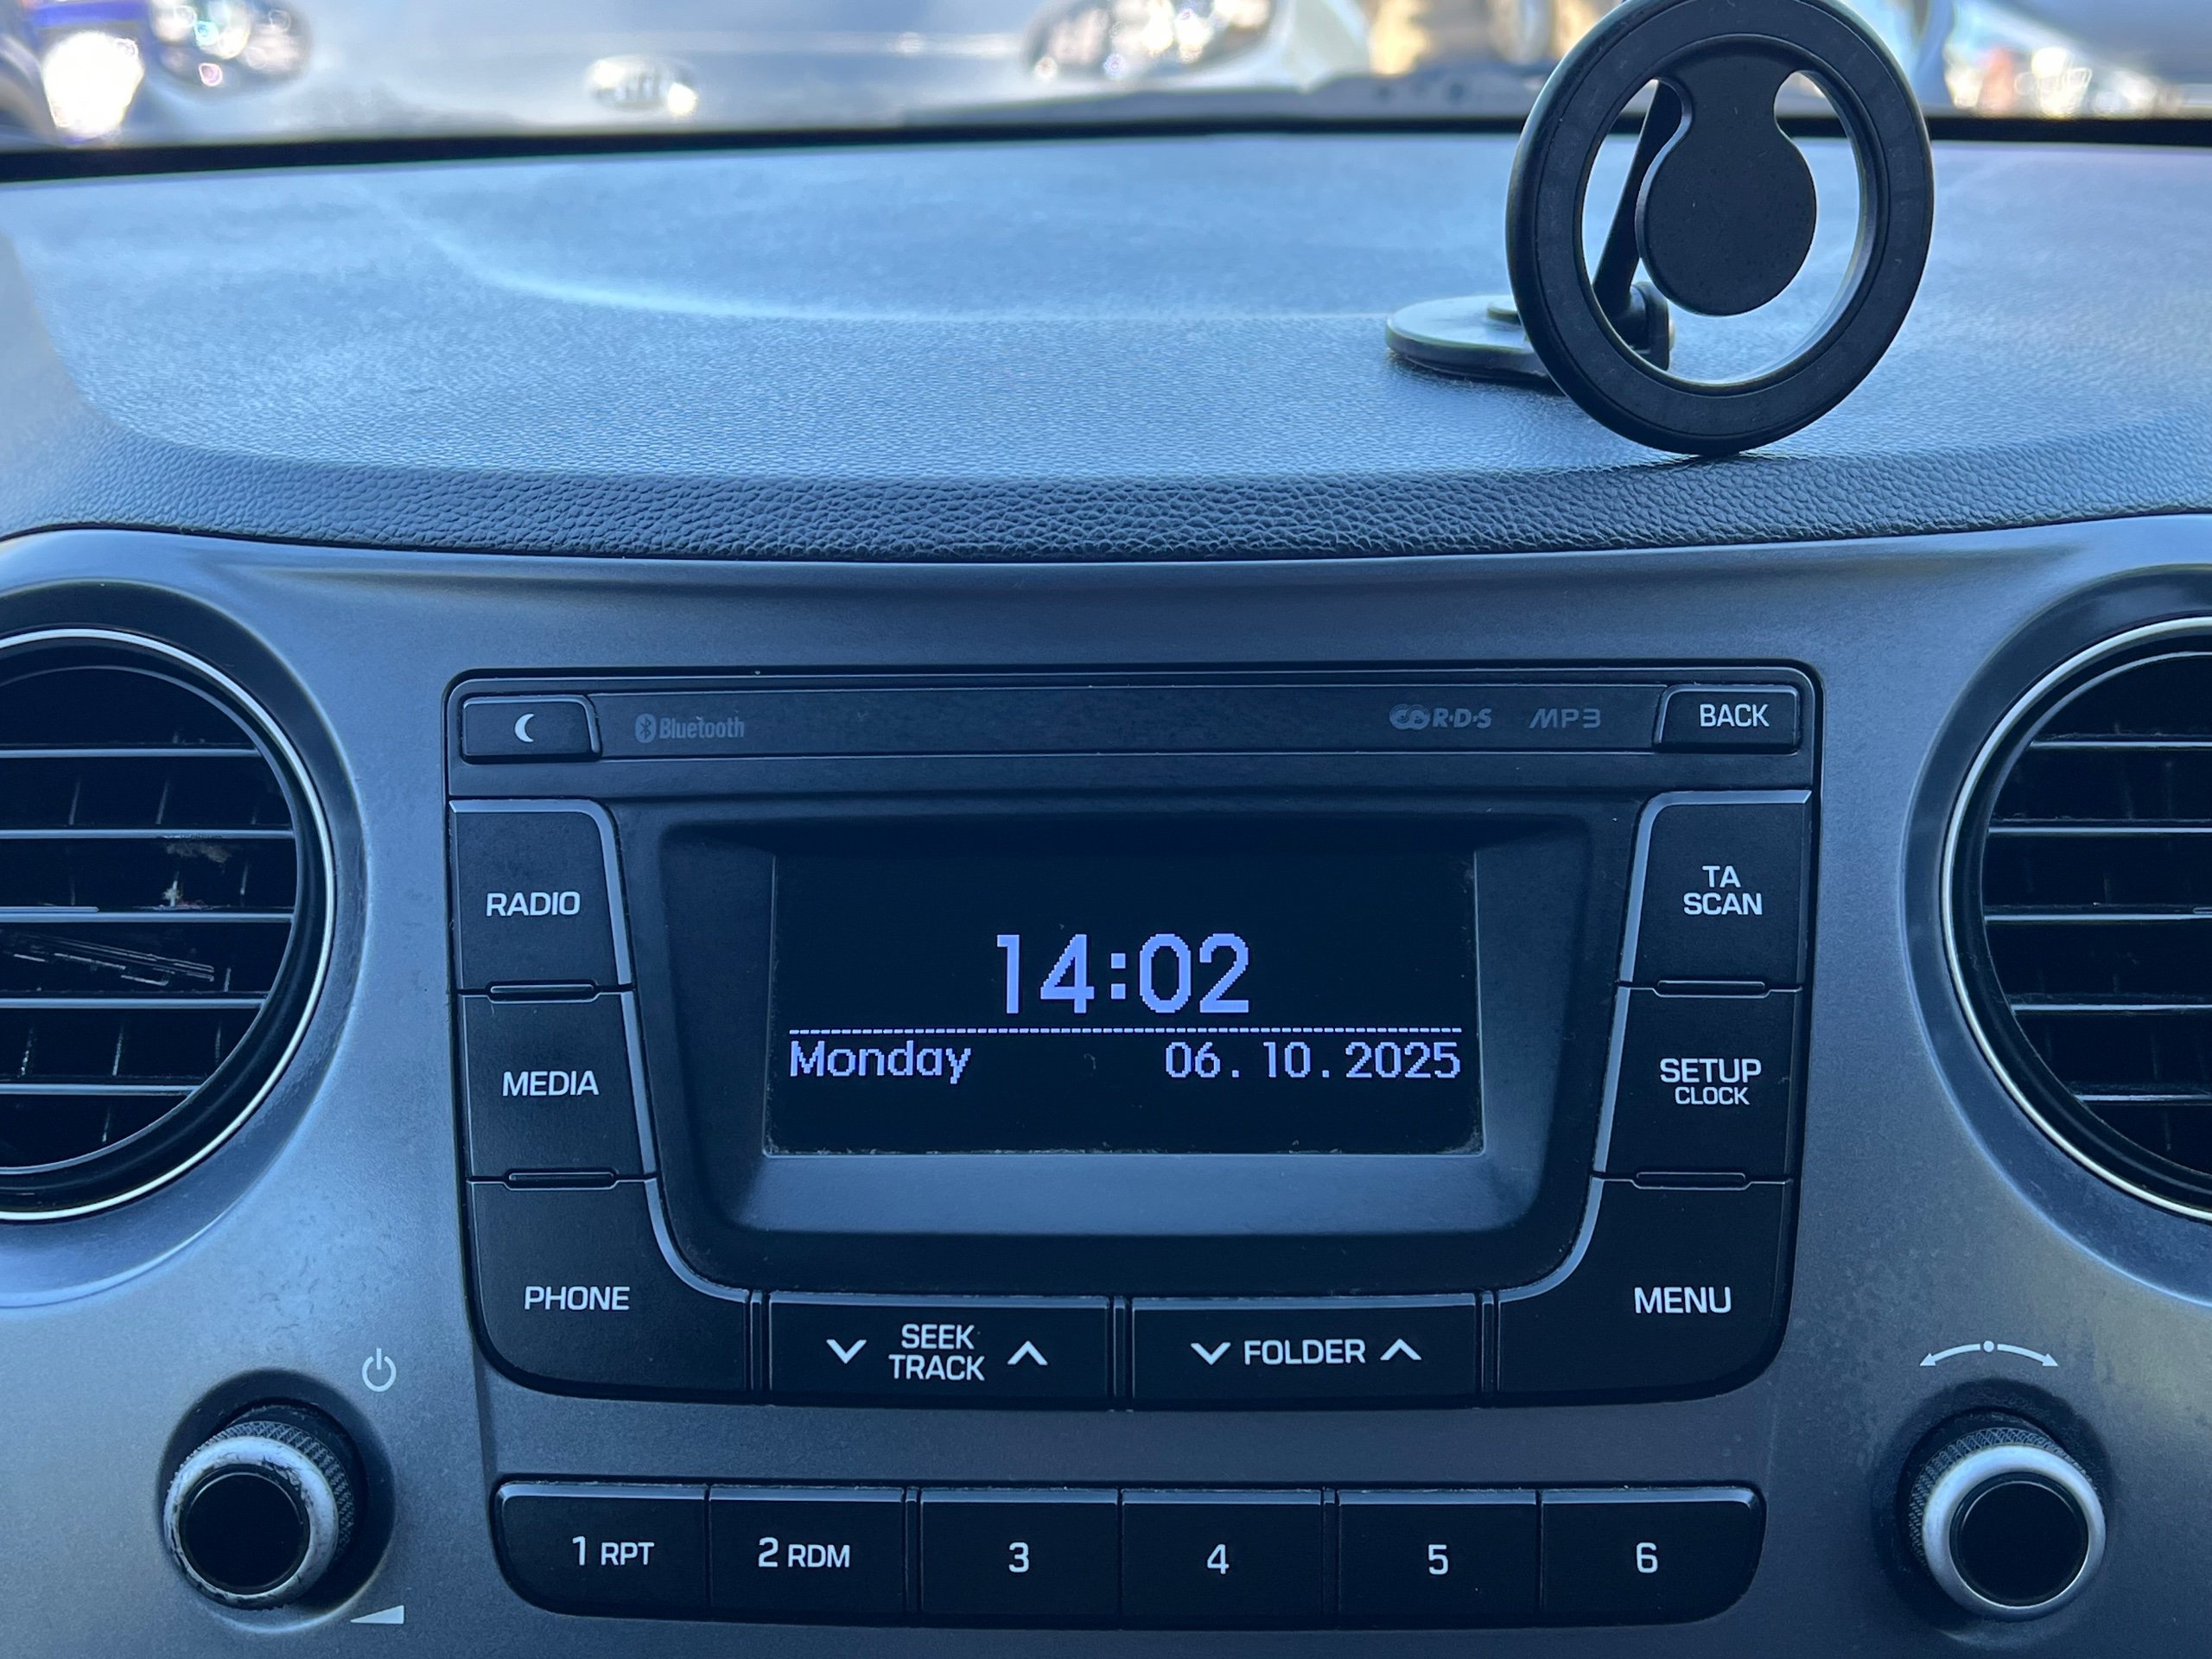 Bluetooth
R·D·S MP3
BACK
RADIO
TA
SCAN
14:02
Monday 06. 10. 2025
MEDIA
SETUP
CLOCK
PHONE
MENU
SEEK
TRACK
FOLDER
1 RPT
2 RDM
3
4
5
6